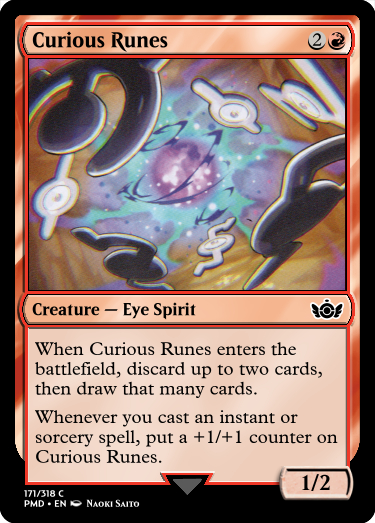 Curious Runes 2
Creature — Eye Spirit
When Curious Runes enters the
battlefield, discard up to two cards,
then draw that many cards.
Whenever you cast an instant or
sorcery spell, put a +1/+1 counter on
Curious Runes.
1/2
171/318 C
PMD • EN Naoki Saito